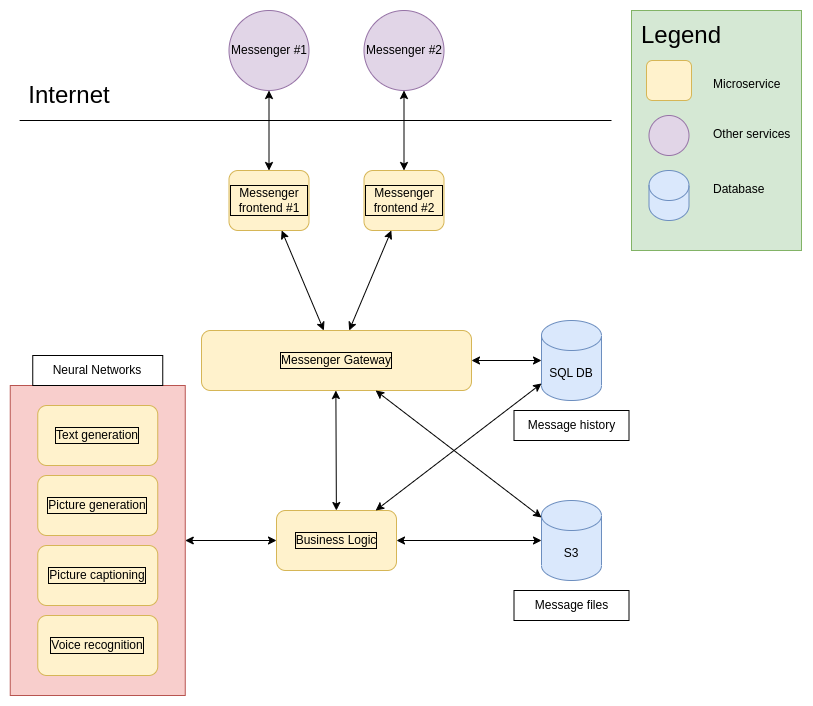 Messenger #1
Messenger #2
Legend
Internet
Microservice
Other services
Database
Messenger
frontend #1
Messenger
frontend #2
Messenger Gateway
SQL DB
Message history
Neural Networks
Text generation
Picture generation
Picture captioning
Voice recognition
Business Logic
S3
Message files